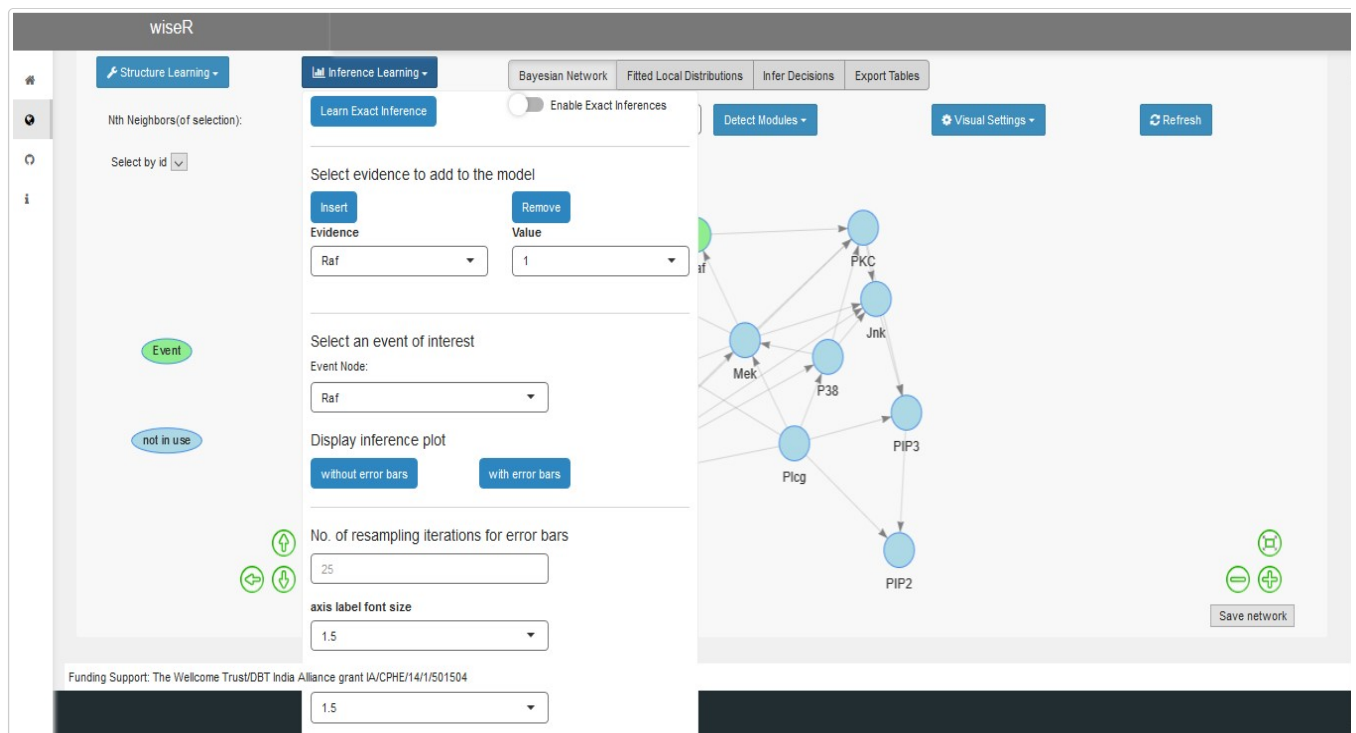 wiseR
Structure Learning
Inference Learning
Bayesian Network
Fitted Local Distributions
Infer Decisions
Export Tables
Learn Exact Inference
Enable Exact Inferences
Nth Neighbors(of selection):
Detect Modules
Visual Settings
Refresh
Select by id
Select evidence to add to the model
Insert
Remove
Evidence
Value
Raf
1
af
PKC
Jnk
Select an event of interest
Event
Event Node:
Mek
P38
Raf
Display inference plot
not in use
PIP3
without error bars
with error bars
Plcg
No. of resampling iterations for error bars
25
PIP2
axis label font size
Save network
1.5
Funding Support: The Wellcome Trust/DBT India Alliance grant IA/CPHE/14/1/501504
1.5